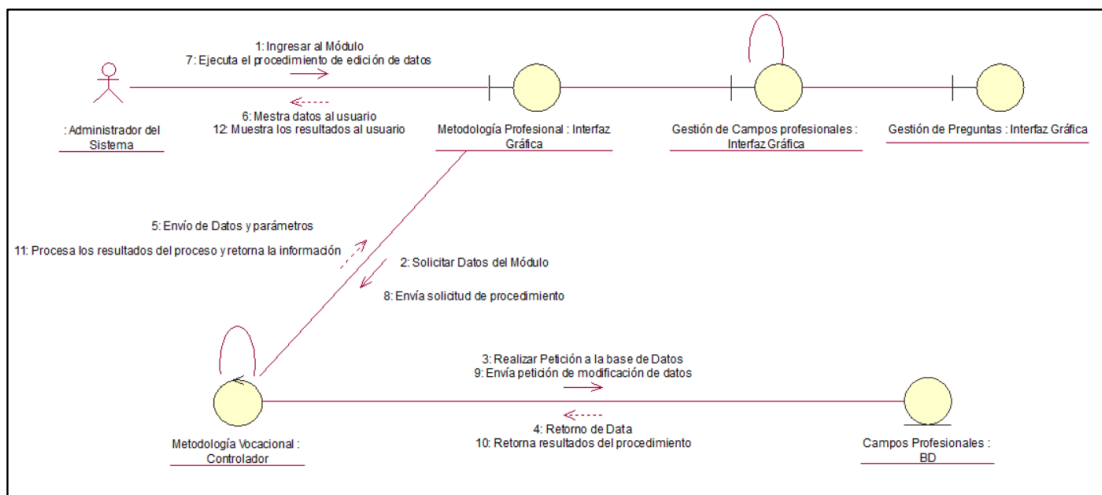 1: Ingresar al Módulo
7: Ejecuta el procedimiento de edición de datos
6: Mestra datos al usuario
12: Muestra los resultados al usuario
: Administrador del
Sistema
Metodología Profesional : Interfaz
Gráfica
Gestión de Campos profesionales :
Interfaz Gráfica
Gestión de Preguntas : Interfaz Gráfica
5: Envío de Datos y parámetros
11: Procesa los resultados del proceso y retorna la información
2: Solicitar Datos del Módulo
8: Envía solicitud de procedimiento
3: Realizar Petición a la base de Datos
9: Envía petición de modificación de datos
4: Retorno de Data
10: Retorna resultados del procedimiento
Metodología Vocacional :
Controlador
Campos Profesionales :
BD